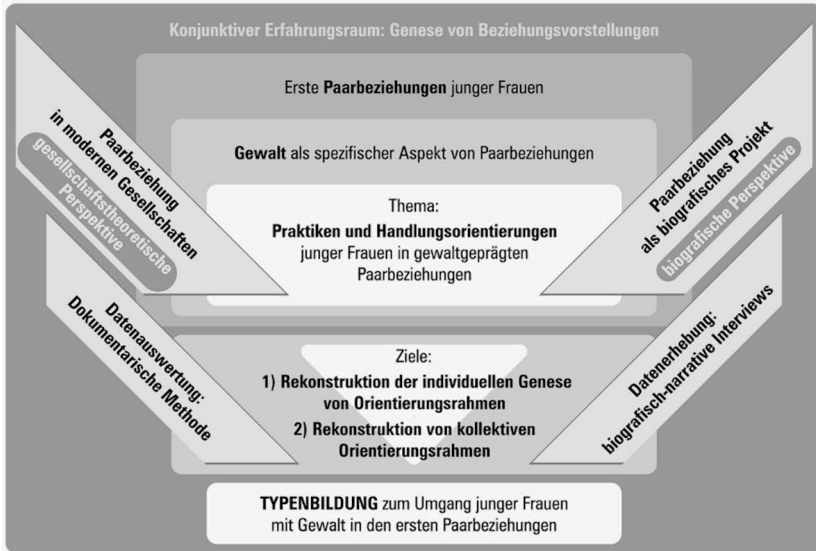 Konjunktiver Erfahrungsraum: Genese von Beziehungsvorstellungen
Erste Paarbeziehungen junger Frauen
Gewalt als spezifischer Aspekt von Paarbeziehungen
Thema:
Praktiken und Handlungsorientierungen
junger Frauen in gewaltgeprägten
Paarbeziehungen
Paarbeziehung
in modernen Gesellschaften
gesellschaftstheoretische
Perspektive
Paarbeziehung
als biografisches Projekt
biografische Perspektive
Datenauswertung:
Dokumentarische Methode
Ziele:
1) Rekonstruktion der individuellen Genese
von Orientierungsrahmen
2) Rekonstruktion von kollektiven
Orientierungsrahmen
Datenerhebung:
biografisch-narrative Interviews
TYPENBILDUNG zum Umgang junger Frauen
mit Gewalt in den ersten Paarbeziehungen